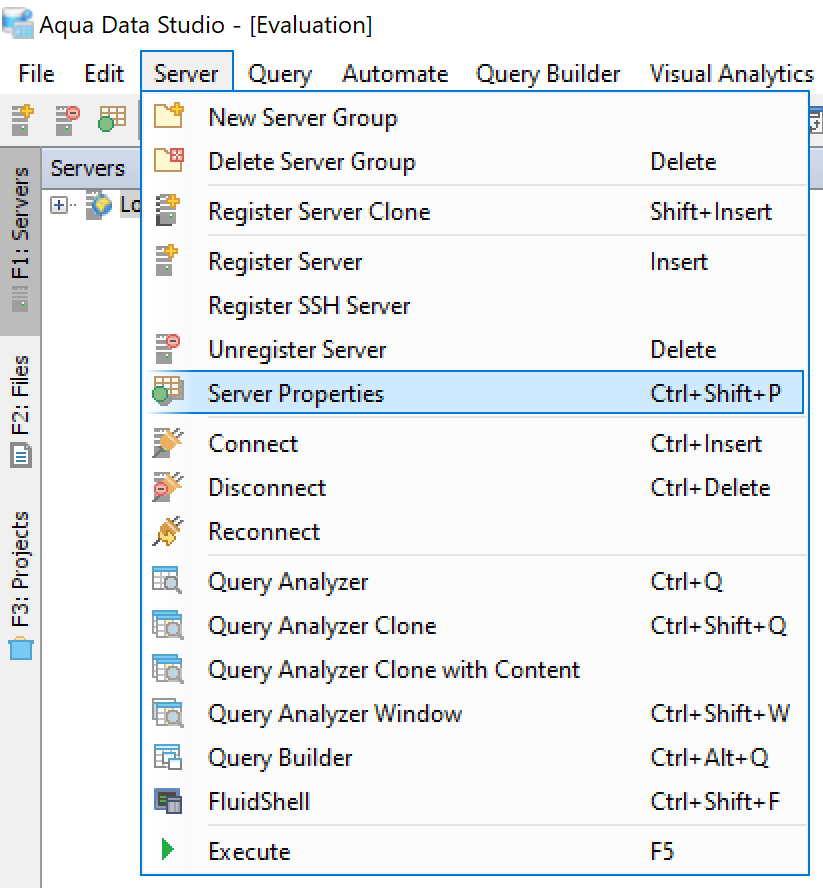 Aqua Data Studio - [Evaluation]
File Edit Server Query Automate Query Builder Visual Analytics
New Server Group
Delete Server Group Delete
Register Server Clone Shift+Insert
Register Server Insert
Register SSH Server
Unregister Server Delete
Server Properties Ctrl+Shift+P
Connect Ctrl+Insert
Disconnect Ctrl+Delete
Reconnect
Query Analyzer Ctrl+Q
Query Analyzer Clone Ctrl+Shift+Q
Query Analyzer Clone with Content
Query Analyzer Window Ctrl+Shift+W
Query Builder Ctrl+Alt+Q
FluidShell Ctrl+Shift+F
Execute F5
Servers
F1: Servers
F2: Files
F3: Projects